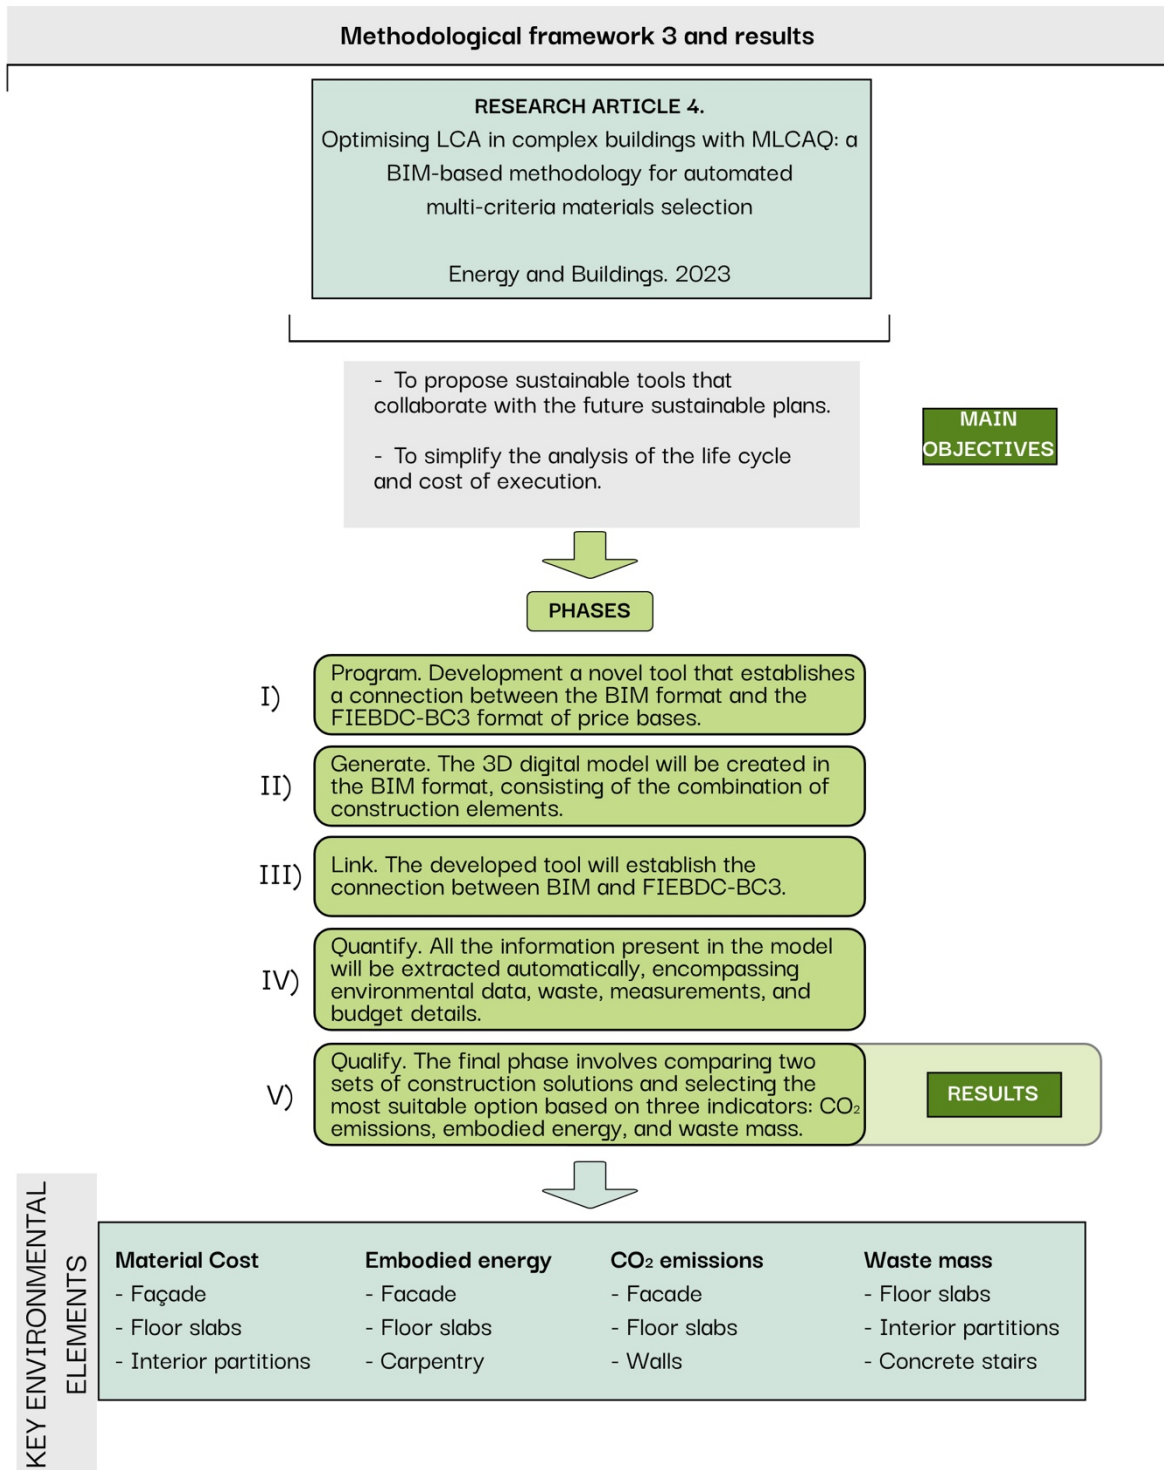 Methodological framework 3 and results
RESEARCH ARTICLE 4.
Optimising LCA in complex buildings with MLCAQ: a
BIM-based methodology for automated
multi-criteria materials selection
Energy and Buildings. 2023
- To propose sustainable tools that
collaborate with the future sustainable plans.
- To simplify the analysis of the life cycle
and cost of execution.
MAIN
OBJECTIVES
PHASES
I)
Program. Development a novel tool that establishes
a connection between the BIM format and the
FIEBDC-BC3 format of price bases.
II)
Generate. The 3D digital model will be created in
the BIM format, consisting of the combination of
construction elements.
III)
Link. The developed tool will establish the
connection between BIM and FIEBDC-BC3.
IV)
Quantify. All the information present in the model
will be extracted automatically, encompassing
environmental data, waste, measurements, and
budget details.
V)
Qualify. The final phase involves comparing two
sets of construction solutions and selecting the
most suitable option based on three indicators: CO₂
emissions, embodied energy, and waste mass.
RESULTS
KEY ENVIRONMENTAL
ELEMENTS
Material Cost
- Façade
- Floor slabs
- Interior partitions
Embodied energy
- Facade
- Floor slabs
- Carpentry
CO₂ emissions
- Facade
- Floor slabs
- Walls
Waste mass
- Floor slabs
- Interior partitions
- Concrete stairs